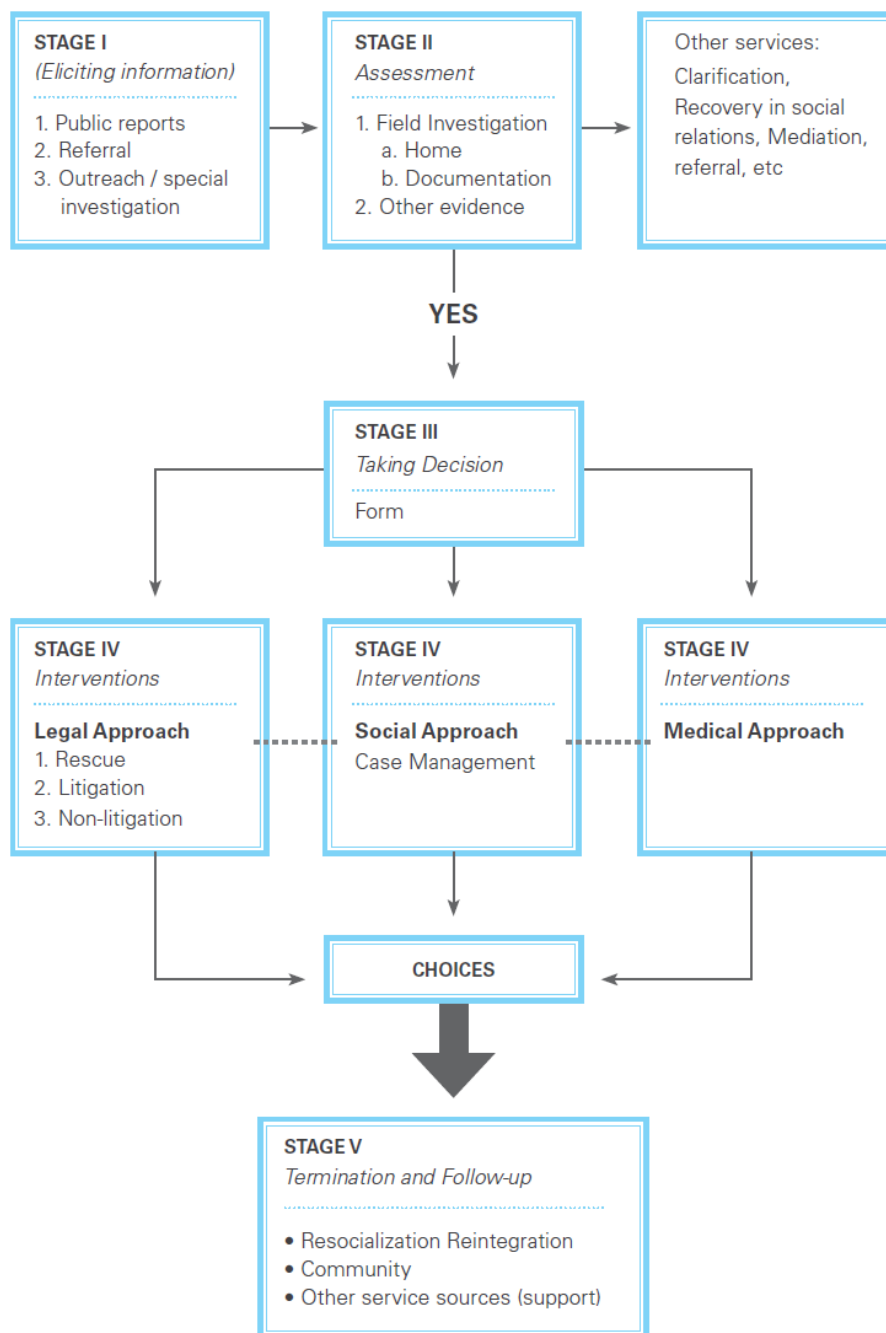 STAGE I
(Eliciting information)
1. Public reports
2. Referral
3. Outreach / special
investigation
STAGE II
Assessment
1. Field Investigation
a. Home
b. Documentation
2. Other evidence
Other services:
Clarification,
Recovery in social
relations, Mediation,
referral, etc
YES
STAGE III
Taking Decision
Form
STAGE IV
Interventions
Legal Approach
1. Rescue
2. Litigation
3. Non-litigation
STAGE IV
Interventions
Social Approach
Case Management
STAGE IV
Interventions
Medical Approach
CHOICES
STAGE V
Termination and Follow-up
• Resocialization Reintegration
• Community
• Other service sources (support)